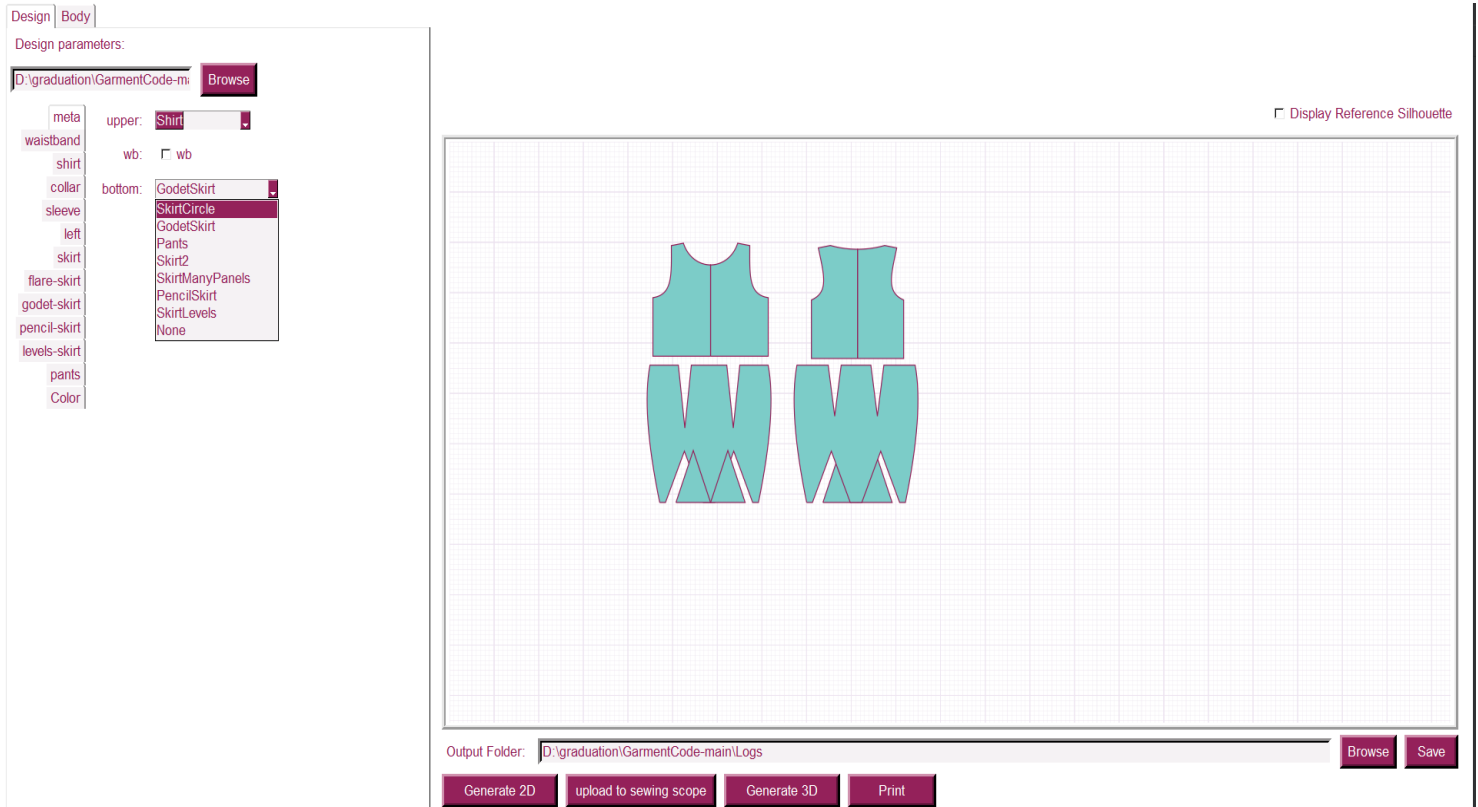 Design Body
Design parameters:
D:\graduation\GarmentCode-mai Browse
Display Reference Silhouette
meta
waistband
shirt
collar
sleeve
left
skirt
flare-skirt
godet-skirt
pencil-skirt
levels-skirt
pants
Color
upper: Shirt
wb: wb
bottom: GodetSkirt
SkirtCircle
GodetSkirt
Pants
Skirt2
SkirtManyPanels
PencilSkirt
SkirtLevels
None
Output Folder: D:\graduation\GarmentCode-main\Logs Browse Save
Generate 2D upload to sewing scope Generate 3D Print